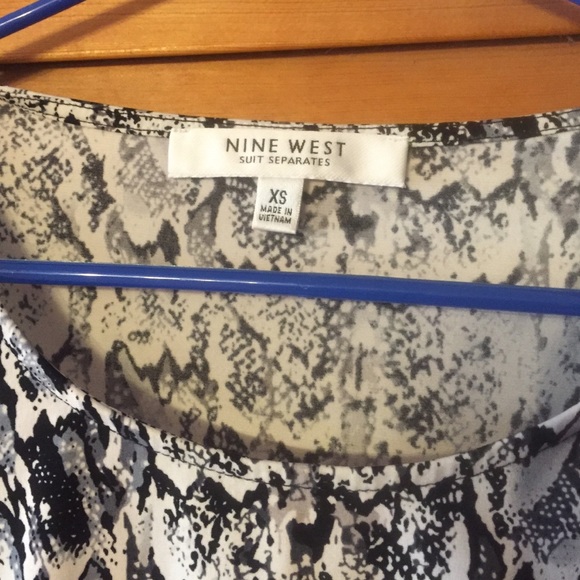 NINE WEST
SUIT SEPARATES
XS
MADE IN
VIETNAM